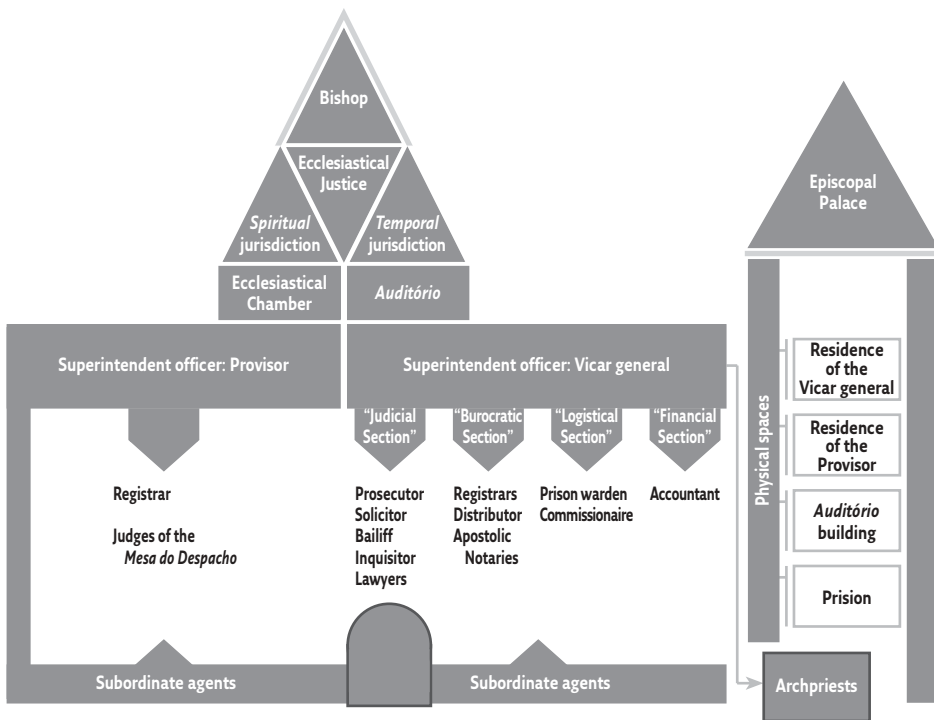 Bishop
Ecclesiastical
Justice
Spiritual
jurisdiction
Temporal
jurisdiction
Ecclesiastical
Chamber
Auditório
Superintendent officer: Provisor
Superintendent officer: Vicar general
"Judicial
Section"
"Burocratic
Section"
"Logistical
Section"
"Financial
Section"
Registrar
Judges of the
Mesa do Despacho
Prosecutor
Solicitor
Bailiff
Inquisitor
Lawyers
Registrars
Distributor
Apostolic
Notaries
Prison warden
Commissionaire
Accountant
Subordinate agents
Subordinate agents
Episcopal
Palace
Physical spaces
Residence
of the
Vicar general
Residence
of the
Provisor
Auditório
building
Prision
Archpriests